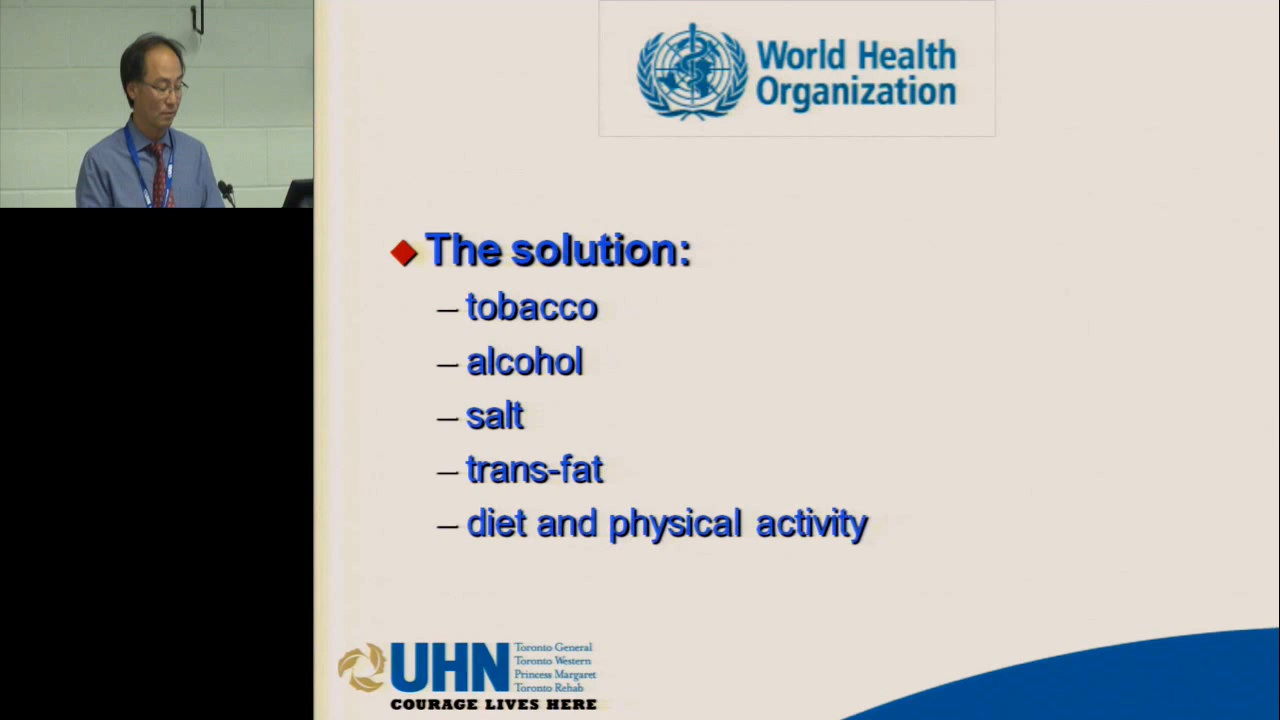 World Health
Organization
The solution:
– tobacco
– alcohol
– salt
– trans-fat
– diet and physical activity
UHN
Toronto General
Toronto Western
Princess Margaret
Toronto Rehab
COURAGE LIVES HERE